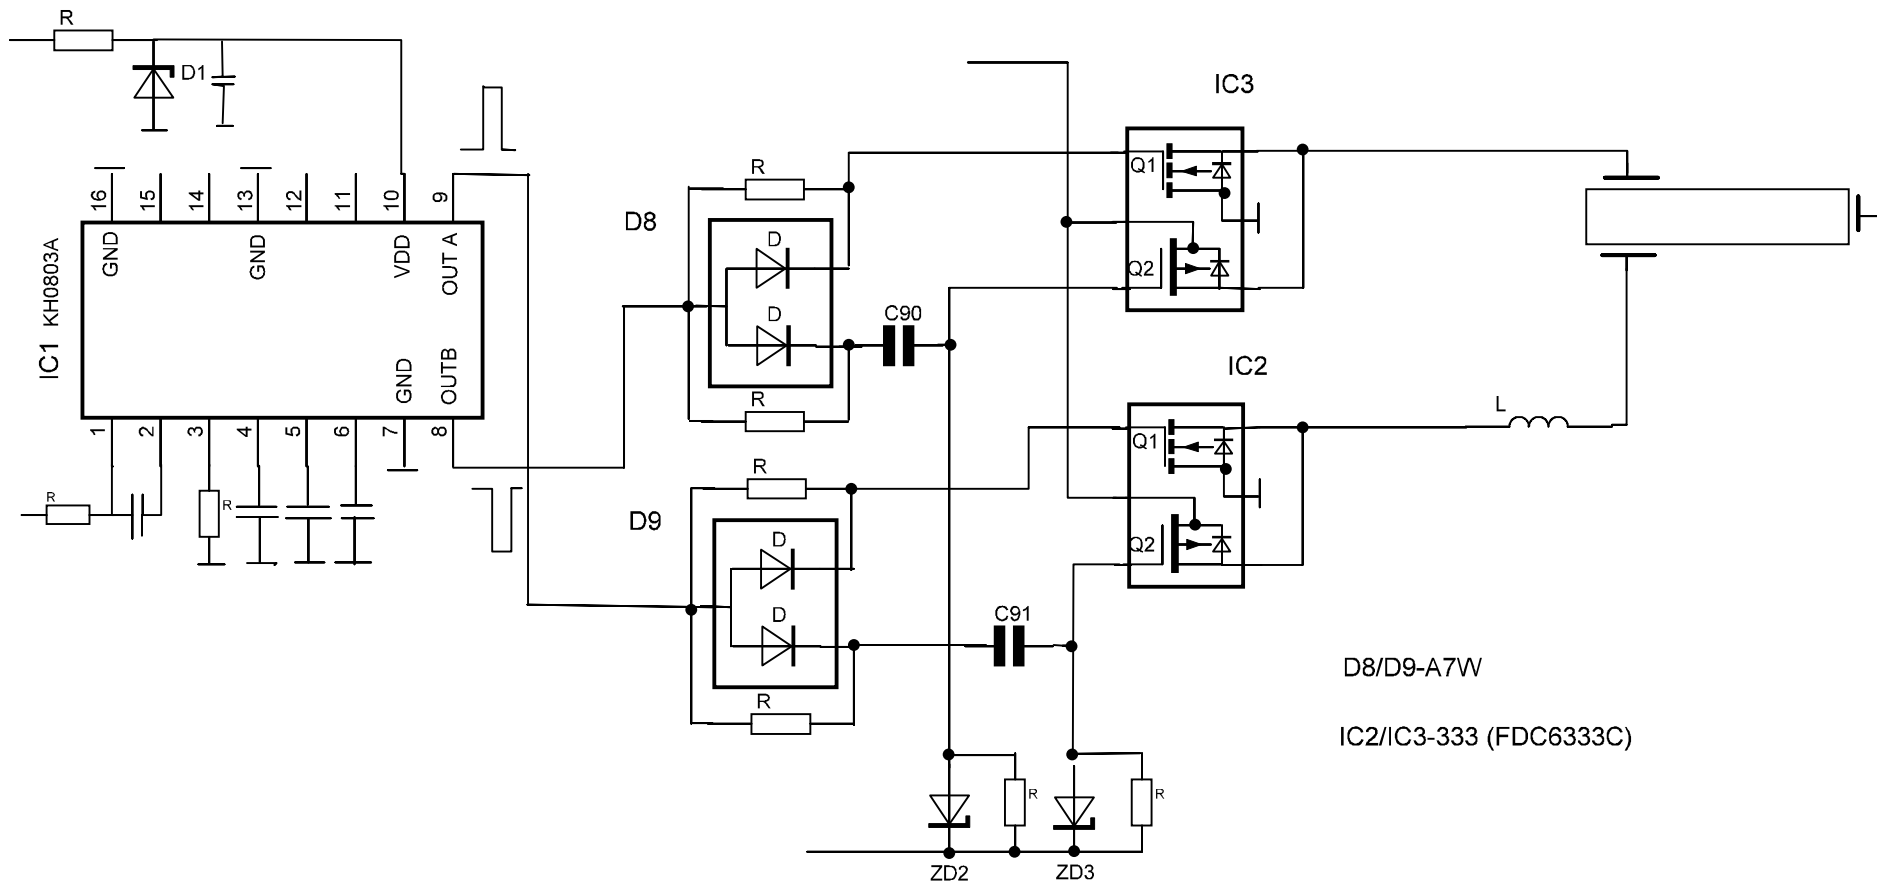 R
D1
IC3
16
15
14
13
12
11
10
9
GND
GND
VDD
OUT A
IC1 KH0803A
GND
OUTB
1
2
3
4
5
6
7
8
R
R
D8
R
D
D
R
C90
Q1
Q2
IC2
Q1
Q2
L
D9
R
D
D
R
C91
D8/D9-A7W
IC2/IC3-333 (FDC6333C)
R
R
ZD2
ZD3